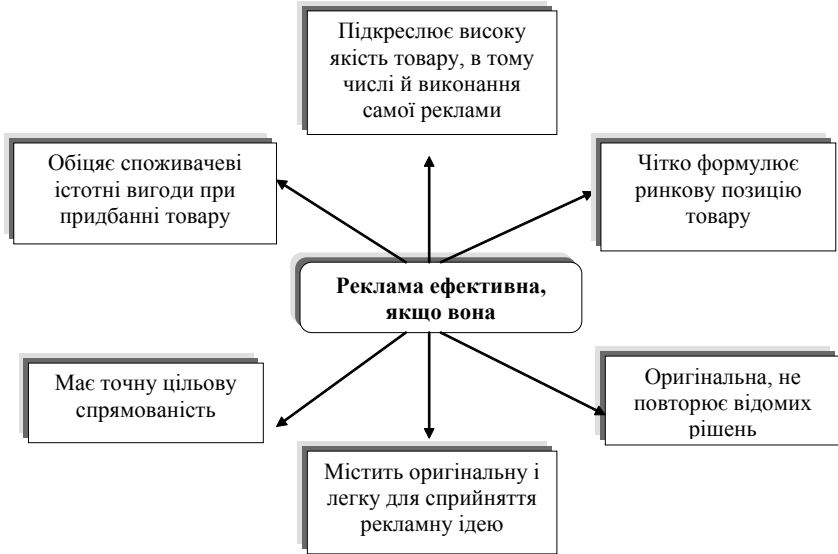 Підкреслює високу
якість товару, в тому
числі й виконання
самої реклами
Обіцяє споживачеві
істотні вигоди при
придбанні товару
Чітко формулює
ринкову позицію
товару
Реклама ефективна,
якщо вона
Має точну цільову
спрямованість
Оригінальна, не
повторює відомих
рішень
Містить оригінальну і
легку для сприйняття
рекламну ідею